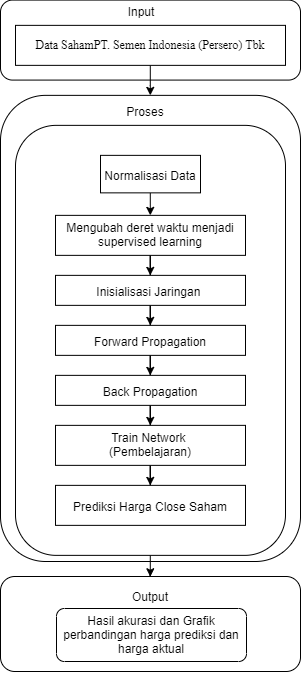 Input
Data SahamPT. Semen Indonesia (Persero) Tbk
Proses
Normalisasi Data
Mengubah deret waktu menjadi
supervised learning
Inisialisasi Jaringan
Forward Propagation
Back Propagation
Train Network
(Pembelajaran)
Prediksi Harga Close Saham
Output
Hasil akurasi dan Grafik
perbandingan harga prediksi dan
harga aktual